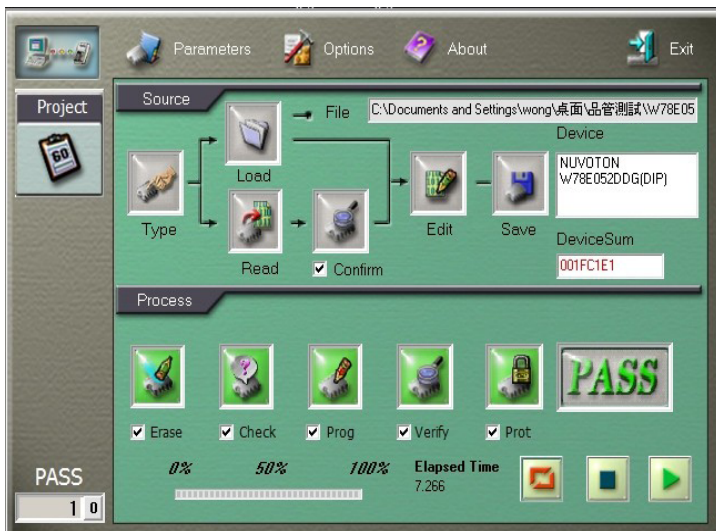 Parameters
Options
About
Exit
Project
60
Source
File
C:\Documents and Settings\wong\桌面\品管測試\W78E05
Device
NUVOTON
W78E052DDG(DIP)
Load
Type
Edit
Save
DeviceSum
001FC1E1
Read
Confirm
Process
PASS
Erase
Check
Prog
Verify
Prot
0%
50%
100%
Elapsed Time
7.266
PASS
1 0